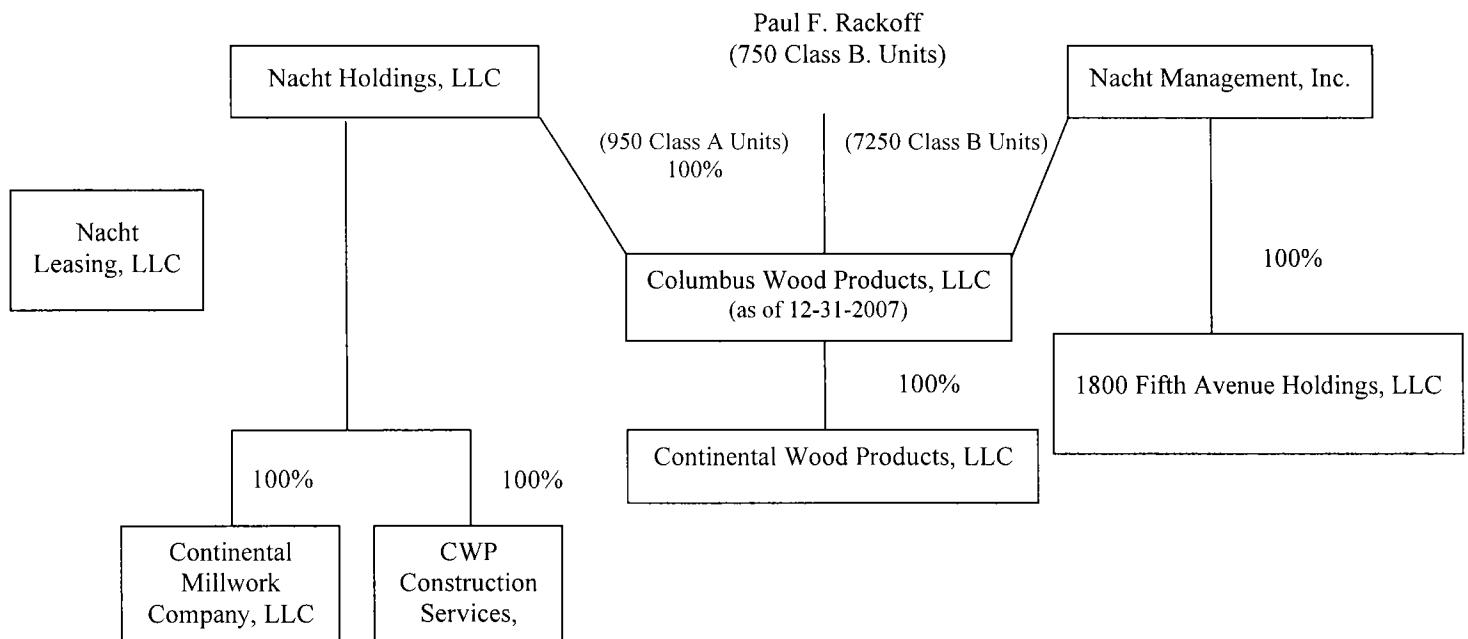 Paul F. Rackoff
(750 Class B. Units)
Nacht Holdings, LLC
Nacht Management, Inc.
(950 Class A Units)
100%
(7250 Class B Units)
Nacht
Leasing, LLC
Columbus Wood Products, LLC
(as of 12-31-2007)
100%
100%
1800 Fifth Avenue Holdings, LLC
Continental Wood Products, LLC
100%
100%
Continental
Millwork
Company, LLC
CWP
Construction
Services,